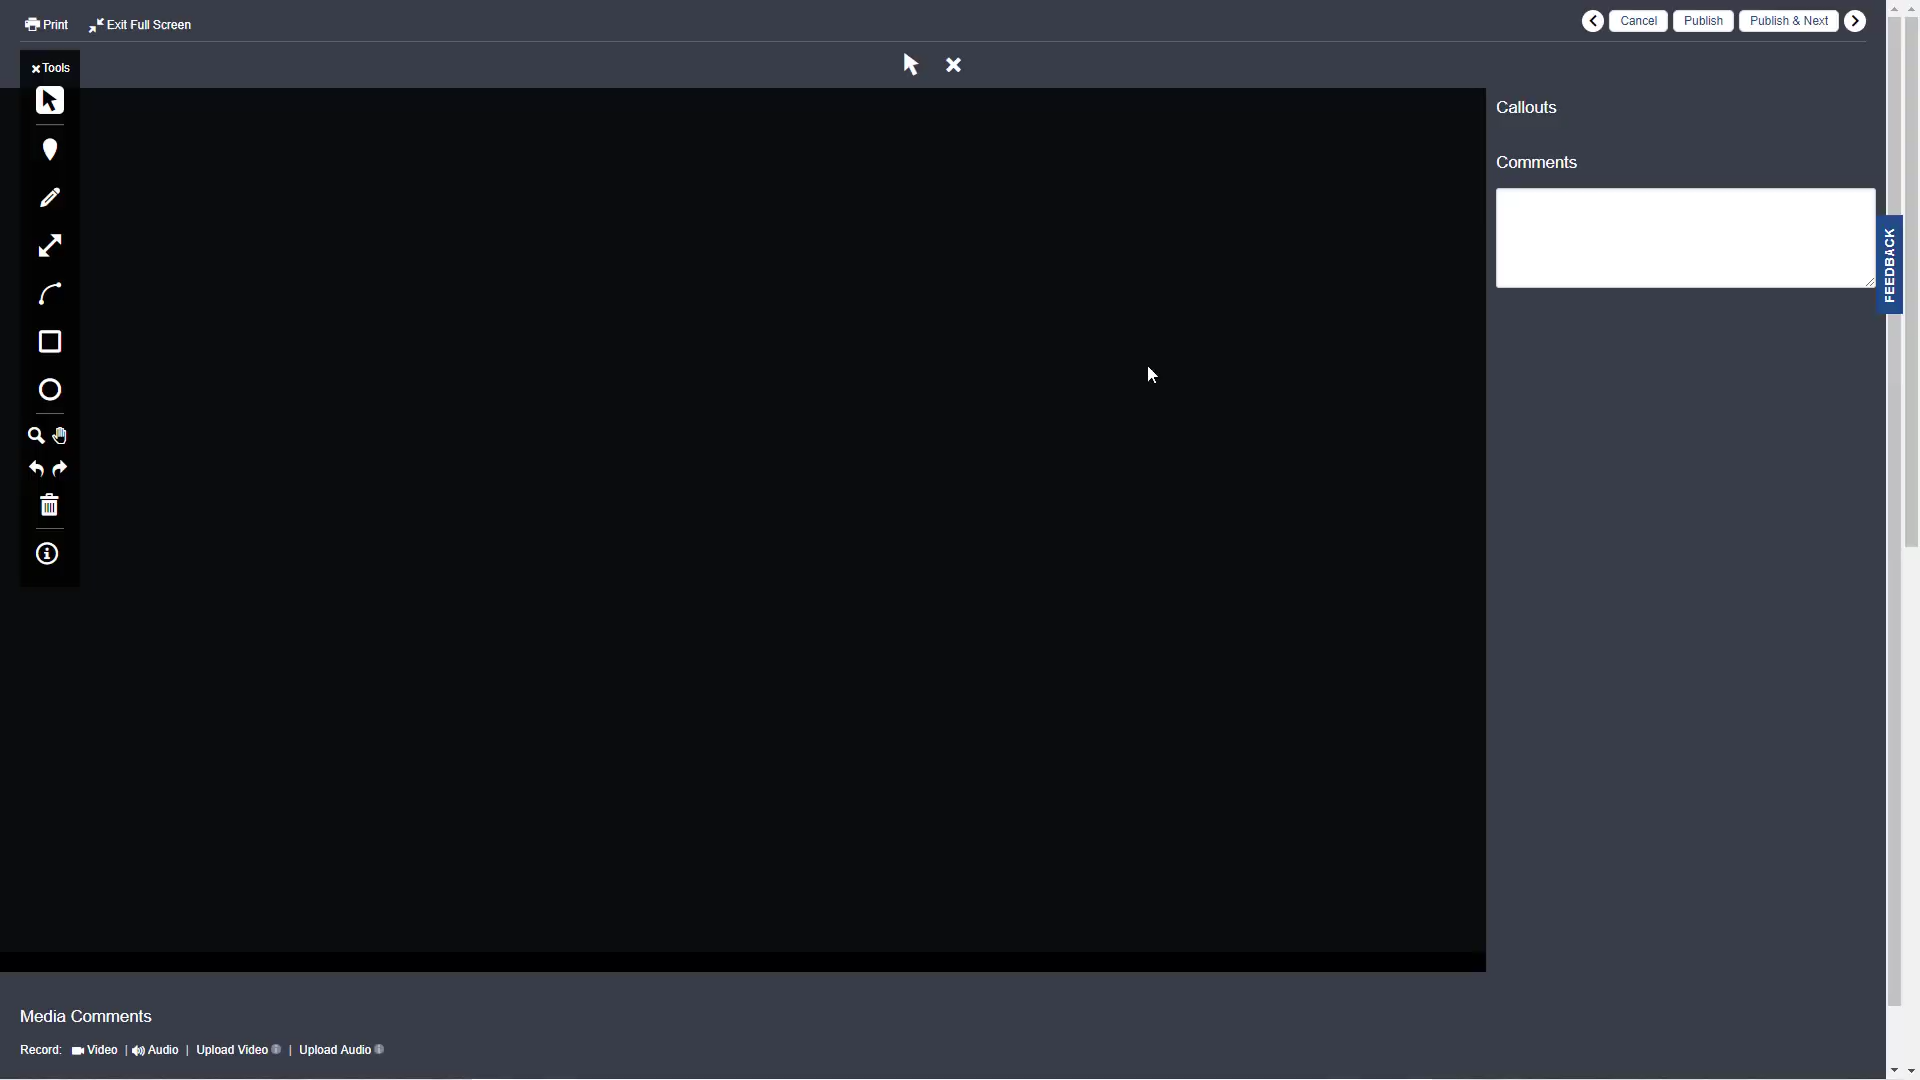 Print Exit Full Screen
Cancel Publish Publish & Next
Tools
Callouts
Comments
FEEDBACK
Media Comments
Record: Video | Audio | Upload Video | Upload Audio